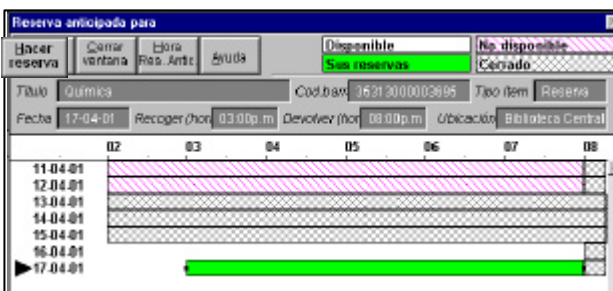 Reserva anticipada para
Hacer reserva Cerrar ventana Hora Res. Antic. Ayuda Disponible No disponible
Sus reservas Cerrado
Título Química Cod.barr 35313000003695 Tipo ítem Reserva
Fecha 17-04-01 Recoger (hor 03:00p.m Devolver (hor 08:00p.m Ubicación Biblioteca Central
02 03 04 05 06 07 08
11-04-01
12-04-01
13-04-01
14-04-01
15-04-01
16-04-01
17-04-01